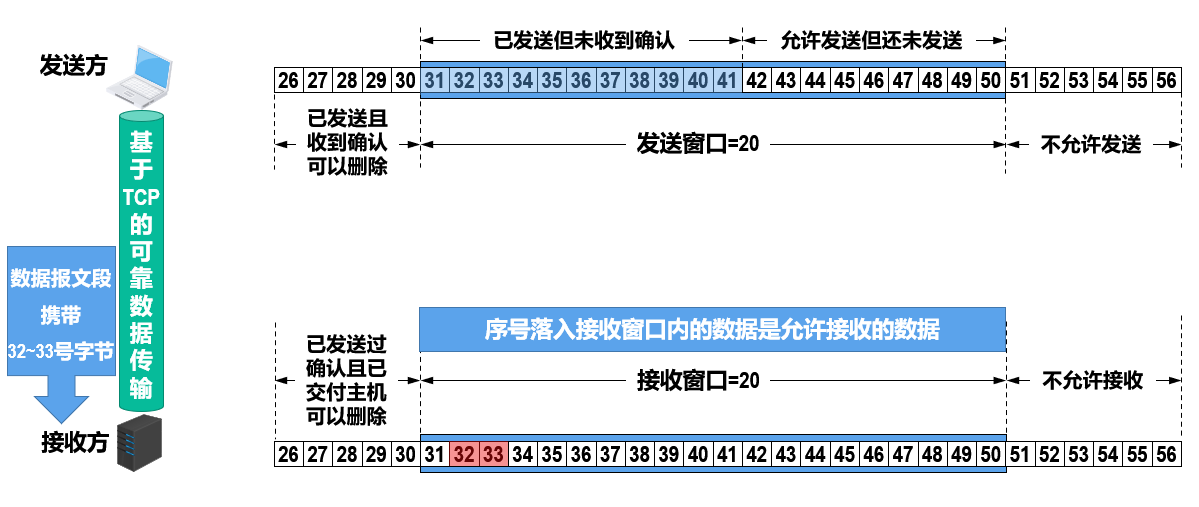 已发送但未收到确认
允许发送但还未发送
发送方
26 27 28 29 30 31 32 33 34 35 36 37 38 39 40 41 42 43 44 45 46 47 48 49 50 51 52 53 54 55 56
已发送且
收到确认
可以删除
发送窗口=20
不允许发送
基
于
TCP
的
可
靠
数
据
传
输
数据报文段
携带
32~33号字节
序号落入接收窗口内的数据是允许接收的数据
已发送过
确认且已
交付主机
可以删除
接收窗口=20
不允许接收
接收方
26 27 28 29 30 31 32 33 34 35 36 37 38 39 40 41 42 43 44 45 46 47 48 49 50 51 52 53 54 55 56